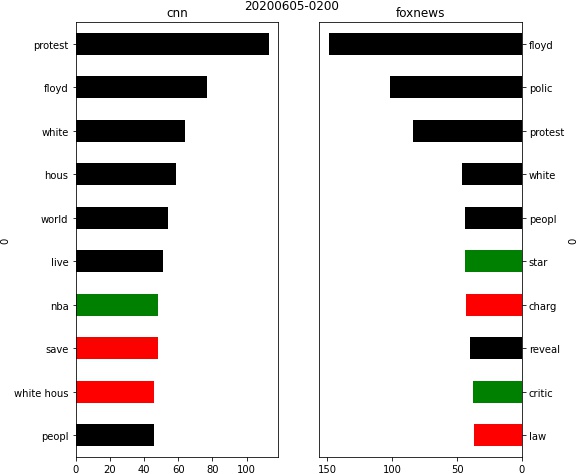 20200605-0200
cnn
foxnews
protest
floyd
white
hous
world
live
nba
save
white hous
peopl
0
0 20 40 60 80 100
floyd
polic
protest
white
peopl
star
charg
reveal
critic
law
0
150 100 50 0